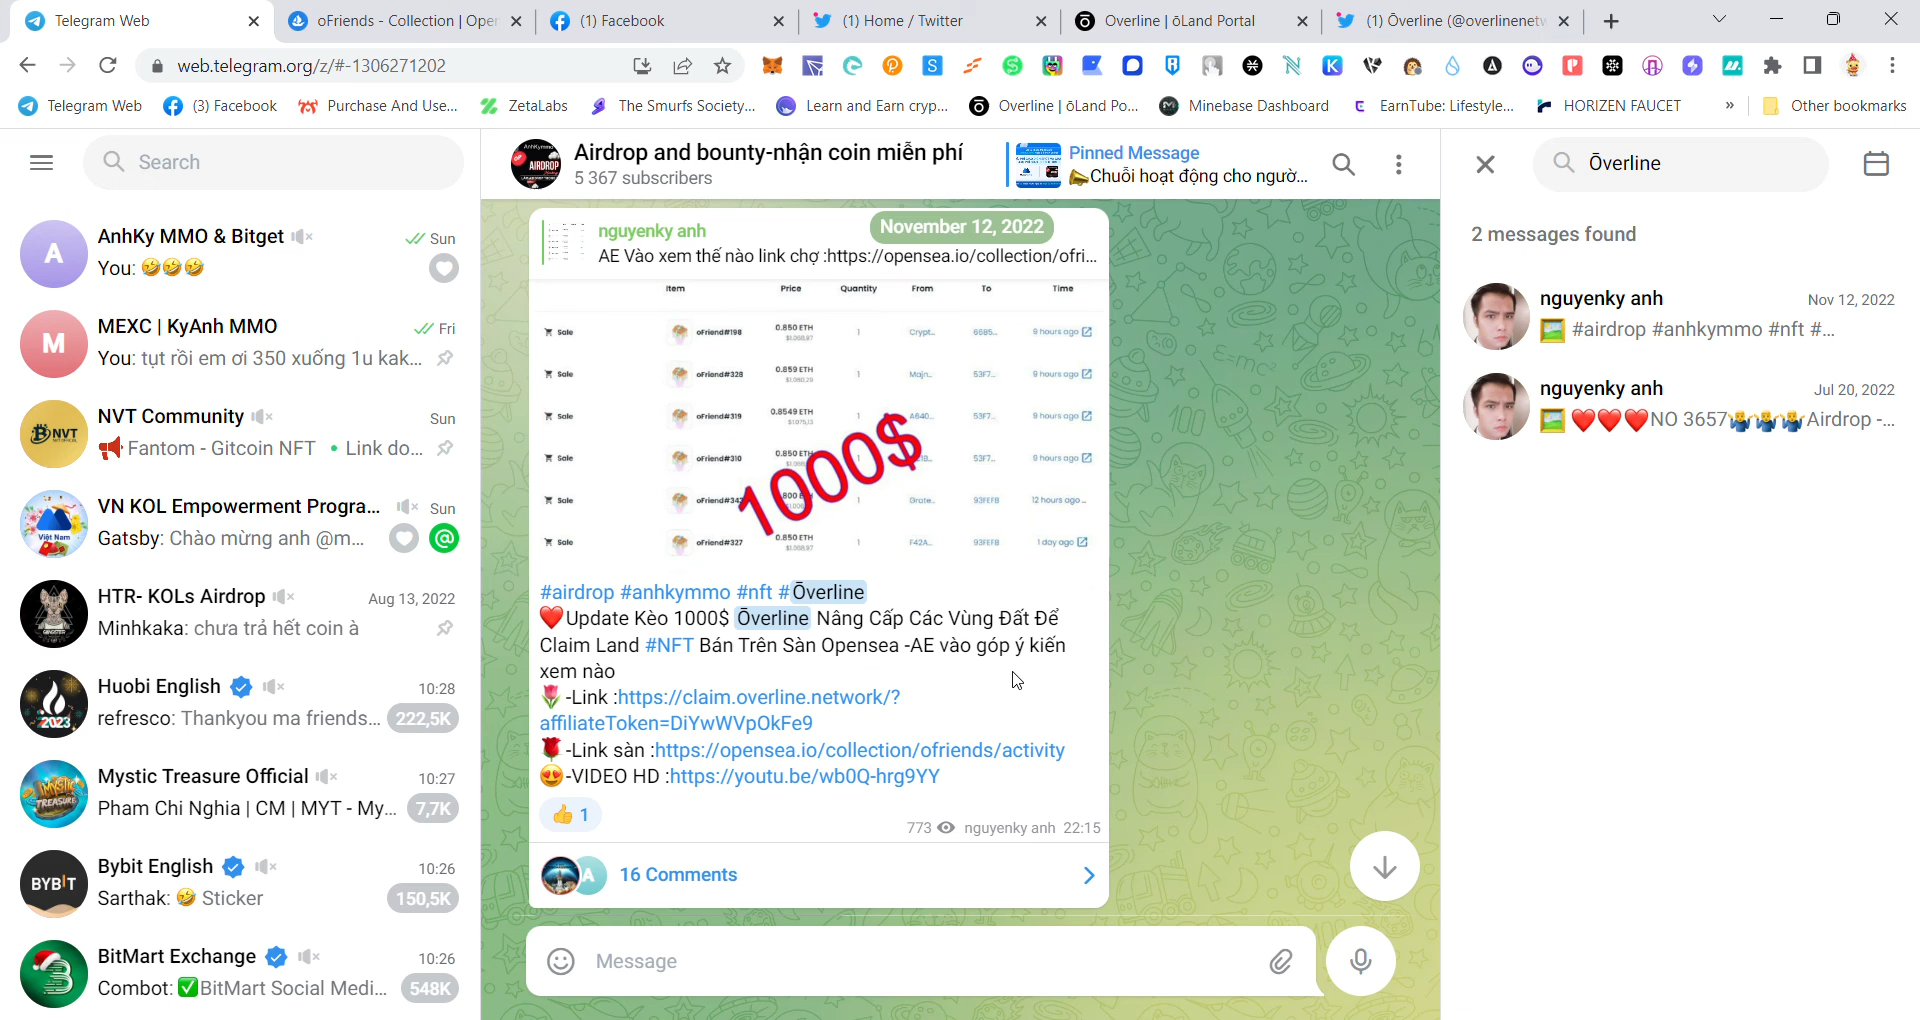 Telegram Web
oFriends - Collection | Open
(1) Facebook
(1) Home / Twitter
Overline | ōLand Portal
(1) Ōverline (@overlinenetw
web.telegram.org/z/#-1306271202
Telegram Web
(3) Facebook
Purchase And Use...
ZetaLabs
The Smurfs Society...
Learn and Earn cryp...
Overline | ōLand Po...
Minebase Dashboard
EarnTube: Lifestyle...
HORIZEN FAUCET
»
Other bookmarks
Search
A
AnhKy MMO & Bitget
Sun
You: 🤣🤣🤣
M
MEXC | KyAnh MMO
Fri
You: tụt rồi em ơi 350 xuống 1u kak...
NVT
NVT Community
Sun
📢Fantom - Gitcoin NFT • Link do...
Việt Nam
VN KOL Empowerment Progra...
Sun
Gatsby: Chào mừng anh @m...
@
HTR- KOLs Airdrop
Aug 13, 2022
Minhkaka: chưa trả hết coin à
2023
Huobi English
10:28
refresco: Thankyou ma friends...
222,5K
Mystic Treasure Official
10:27
Pham Chi Nghia | CM | MYT - My...
7,7K
BYBIT
Bybit English
10:26
Sarthak: 🤣 Sticker
150,5K
BitMart Exchange
10:26
Combot: ✅BitMart Social Medi...
548K
AIRDROP
Airdrop and bounty-nhận coin miễn phí
5 367 subscribers
Pinned Message
📣Chuỗi hoạt động cho ngườ...
nguyenky anh
November 12, 2022
AE Vào xem thế nào link chợ :https://opensea.io/collection/ofri...
Item Price Quantity From To Time
Sale oFriend#198 0.850 ETH 1 Crypt... 6685... 9 hours ago
Sale oFriend#328 0.859 ETH 1 Majn... 53F7... 9 hours ago
Sale oFriend#319 0.8549 ETH 1 A640... 53F7... 9 hours ago
Sale oFriend#310 0.850 ETH 53F7... 9 hours ago
Sale Grate... 93FEFB 12 hours ago...
Sale oFriend#327 0.850 ETH 1 F42A... 93FEFB 1 day ago
1000$
#airdrop #anhkymmo #nft #Ōverline
❤️Update Kèo 1000$ Ōverline Nâng Cấp Các Vùng Đất Để
Claim Land #NFT Bán Trên Sàn Opensea -AE vào góp ý kiến
xem nào
🌷-Link :https://claim.overline.network/?
affiliateToken=DiYwWVpOkFe9
🌹-Link sàn :https://opensea.io/collection/ofriends/activity
😍-VIDEO HD :https://youtu.be/wb0Q-hrg9YY
👍 1
773 nguyenky anh 22:15
A
16 Comments
Message
Ōverline
2 messages found
nguyenky anh
Nov 12, 2022
#airdrop #anhkymmo #nft #...
nguyenky anh
Jul 20, 2022
❤️❤️❤️NO 3657🤷‍♂️🤷‍♂️🤷‍♂️Airdrop -...